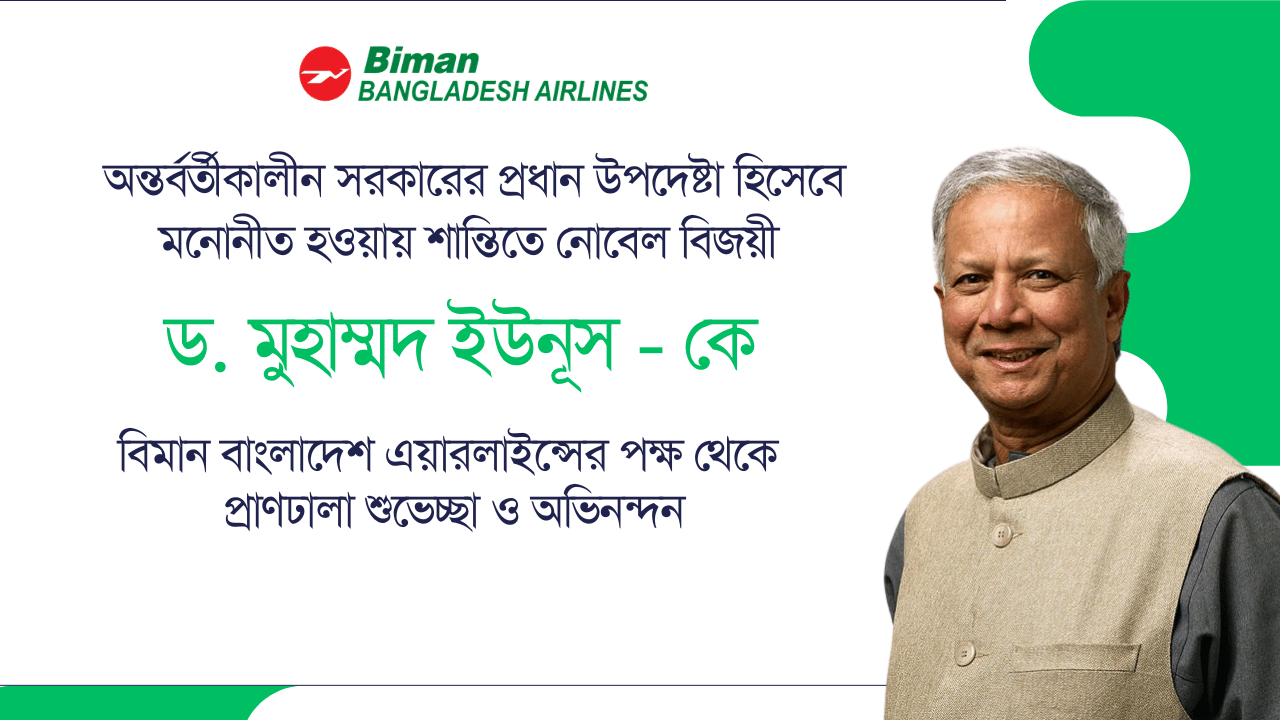 Biman
BANGLADESH AIRLINES
অন্তর্বর্তীকালীন সরকারের প্রধান উপদেষ্টা হিসেবে
মনোনীত হওয়ায় শান্তিতে নোবেল বিজয়ী
ড. মুহাম্মদ ইউনূস - কে
বিমান বাংলাদেশ এয়ারলাইন্সের পক্ষ থেকে
প্রাণঢালা শুভেচ্ছা ও অভিনন্দন